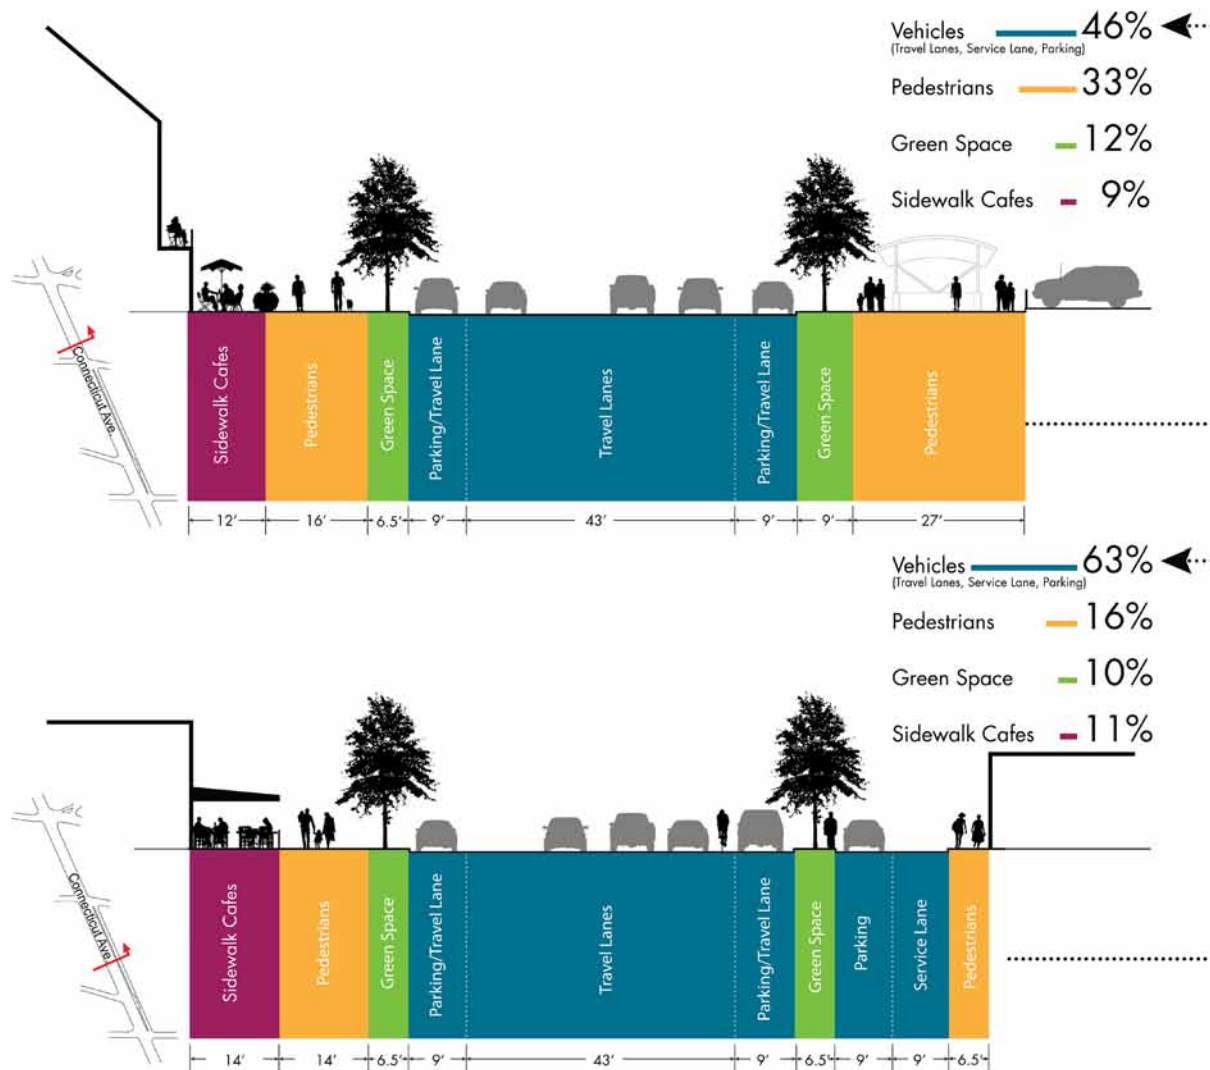 Vehicles 46%
(Travel Lanes, Service Lane, Parking)
Pedestrians 33%
Green Space 12%
Sidewalk Cafes 9%
Connecticut Ave.
Sidewalk Cafes
Pedestrians
Green Space
Parking/Travel Lane
Travel Lanes
Parking/Travel Lane
Green Space
Pedestrians
12' 16' 6.5' 9' 43' 9' 9' 27'
Vehicles 63%
(Travel Lanes, Service Lane, Parking)
Pedestrians 16%
Green Space 10%
Sidewalk Cafes 11%
Connecticut Ave.
Sidewalk Cafes
Pedestrians
Green Space
Parking/Travel Lane
Travel Lanes
Parking/Travel Lane
Green Space
Parking
Service Lane
Pedestrians
14' 14' 6.5' 9' 43' 9' 6.5' 9' 9' 6.5'